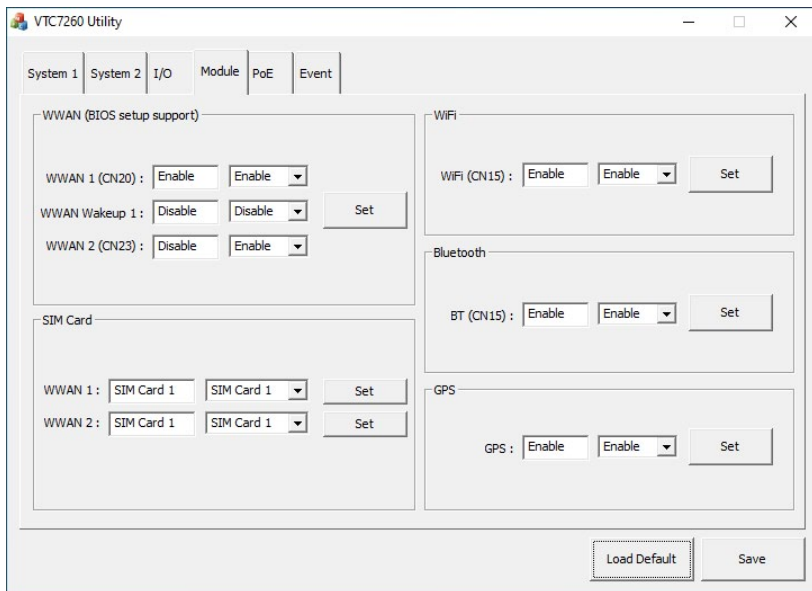 VTC7260 Utility
System 1 System 2 I/O Module PoE Event
WWAN (BIOS setup support)
WWAN 1 (CN20) : Enable Enable
WWAN Wakeup 1 : Disable Disable Set
WWAN 2 (CN23) : Disable Enable
SIM Card
WWAN 1 : SIM Card 1 SIM Card 1 Set
WWAN 2 : SIM Card 1 SIM Card 1 Set
WiFi
WiFi (CN15) : Enable Enable Set
Bluetooth
BT (CN15) : Enable Enable Set
GPS
GPS : Enable Enable Set
Load Default Save